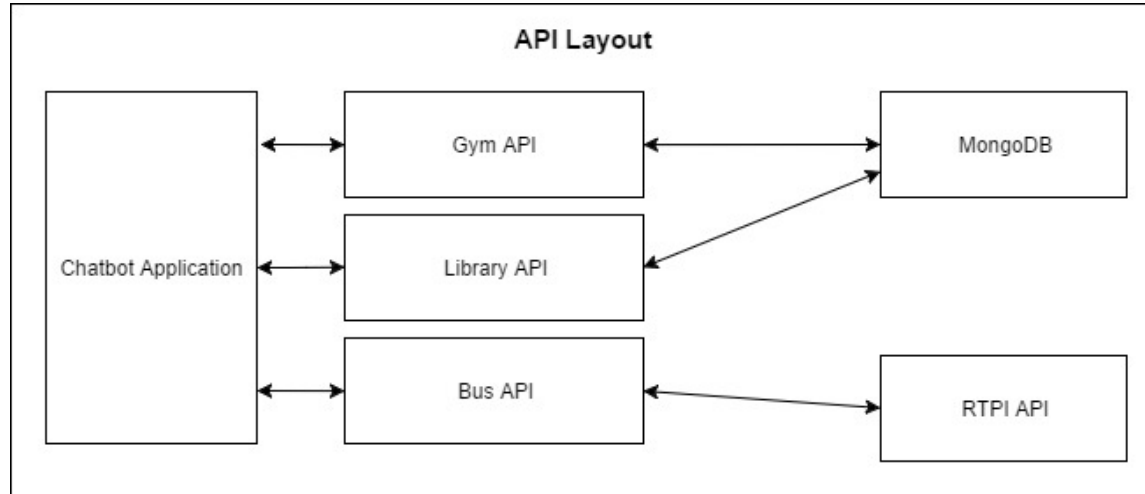 API Layout
Gym API
MongoDB
Chatbot Application
Library API
Bus API
RTPI API